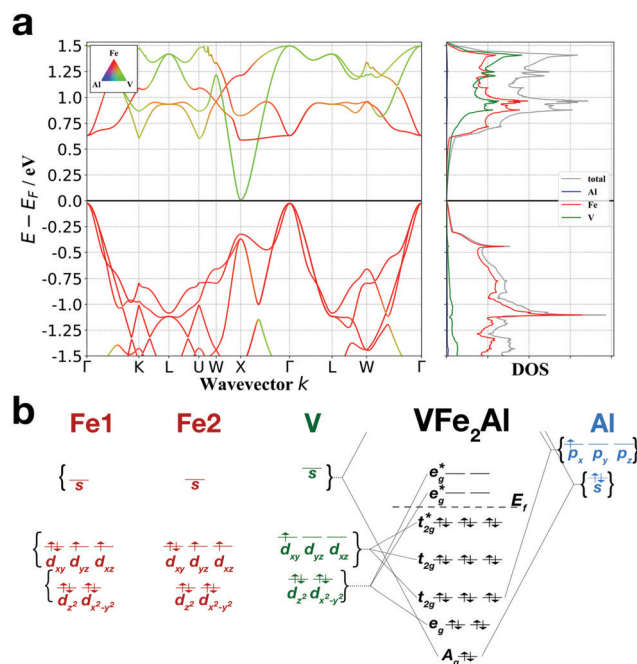 a
Fe
Al V
E − E_F / eV
1.5
1.25
1.0
0.75
0.5
0.25
0.0
-0.25
-0.5
-0.75
-1.0
-1.25
-1.5
Γ K L U W X Γ L W Γ
Wavevector k
total
Al
Fe
V
DOS
b
Fe1 Fe2 V VFe₂Al Al
s s s
e_g*
e_g*
E_f
t_2g*
t_2g
t_2g
e_g
A_g
p_x p_y p_z
s
d_xy d_yz d_xz d_xy d_yz d_xz d_xy d_yz d_xz
d_z² d_x²-y² d_z² d_x²-y² d_z² d_x²-y²